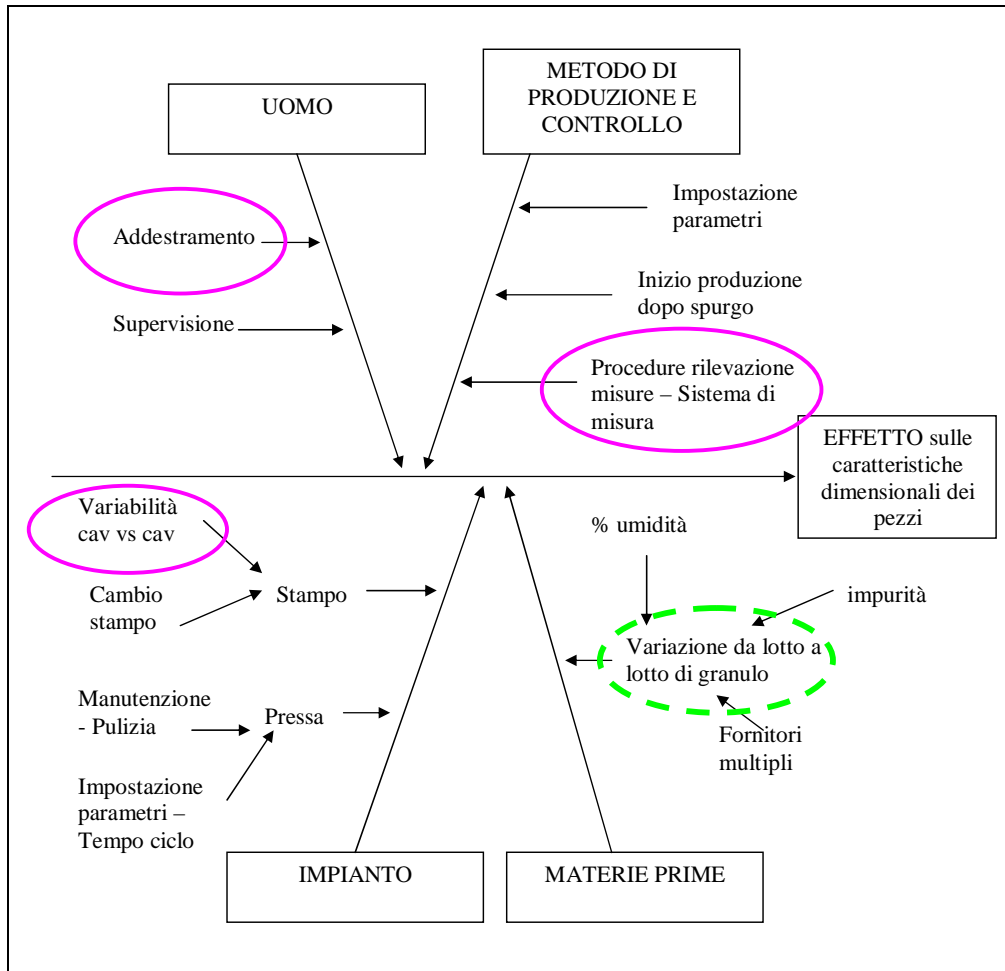 UOMO
METODO DI
PRODUZIONE E
CONTROLLO
Addestramento
Supervisione
Impostazione
parametri
Inizio produzione
dopo spurgo
Procedure rilevazione
misure – Sistema di
misura
EFFETTO sulle
caratteristiche
dimensionali dei
pezzi
Variabilità
cav vs cav
Cambio
stampo
Stampo
Manutenzione
- Pulizia
Pressa
Impostazione
parametri –
Tempo ciclo
% umidità
impurità
Variazione da lotto a
lotto di granulo
Fornitori
multipli
IMPIANTO
MATERIE PRIME